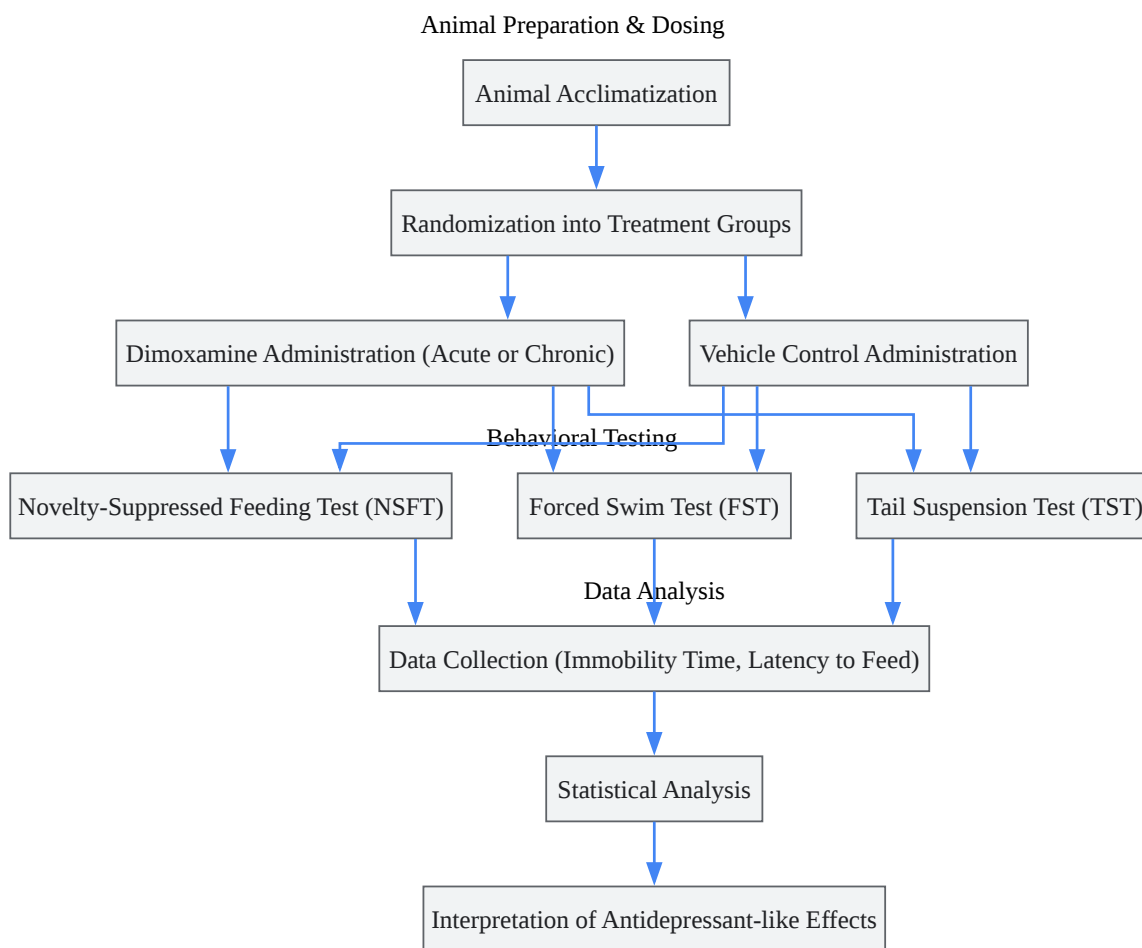 Animal Preparation & Dosing
Animal Acclimatization
Randomization into Treatment Groups
Dimoxamine Administration (Acute or Chronic)
Vehicle Control Administration
Behavioral Testing
Novelty-Suppressed Feeding Test (NSFT)
Forced Swim Test (FST)
Tail Suspension Test (TST)
Data Analysis
Data Collection (Immobility Time, Latency to Feed)
Statistical Analysis
Interpretation of Antidepressant-like Effects